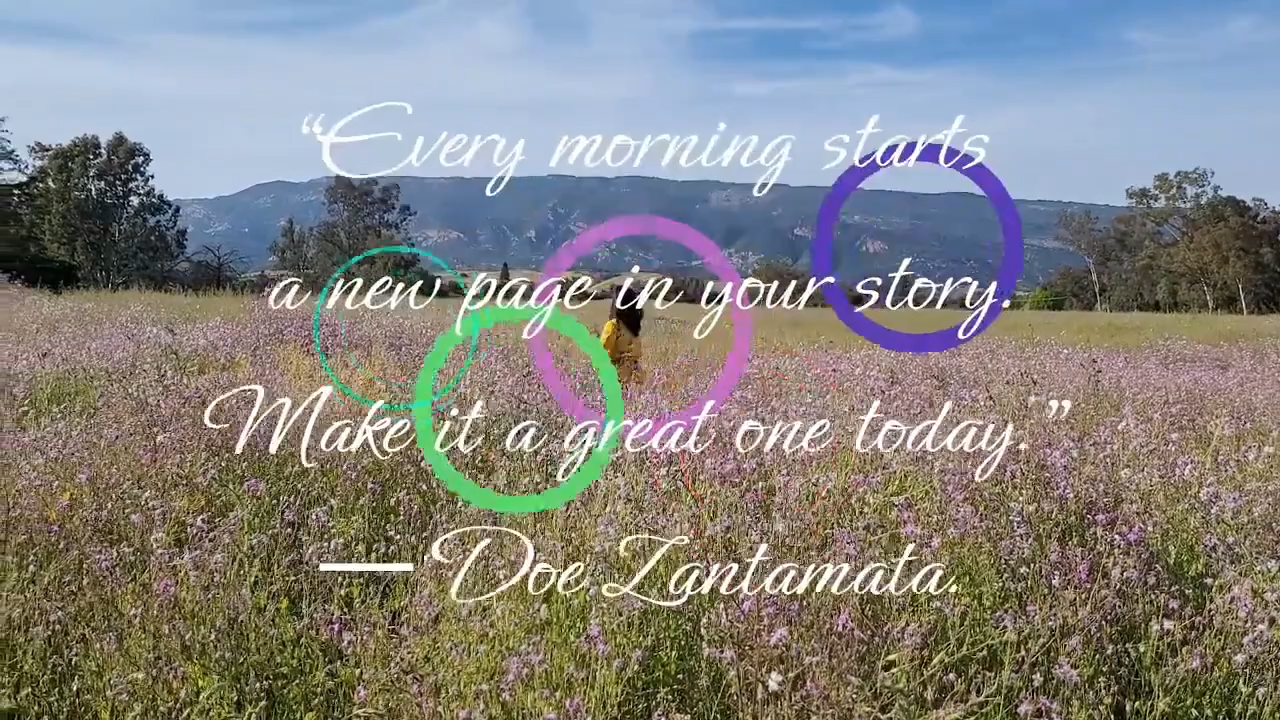 “Every morning starts
a new page in your story.
Make it a great one today.”
— Doe Zantamata.